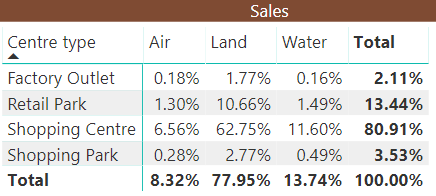 Sales
Centre type Air Land Water Total
Factory Outlet 0.18% 1.77% 0.16% 2.11%
Retail Park 1.30% 10.66% 1.49% 13.44%
Shopping Centre 6.56% 62.75% 11.60% 80.91%
Shopping Park 0.28% 2.77% 0.49% 3.53%
Total 8.32% 77.95% 13.74% 100.00%